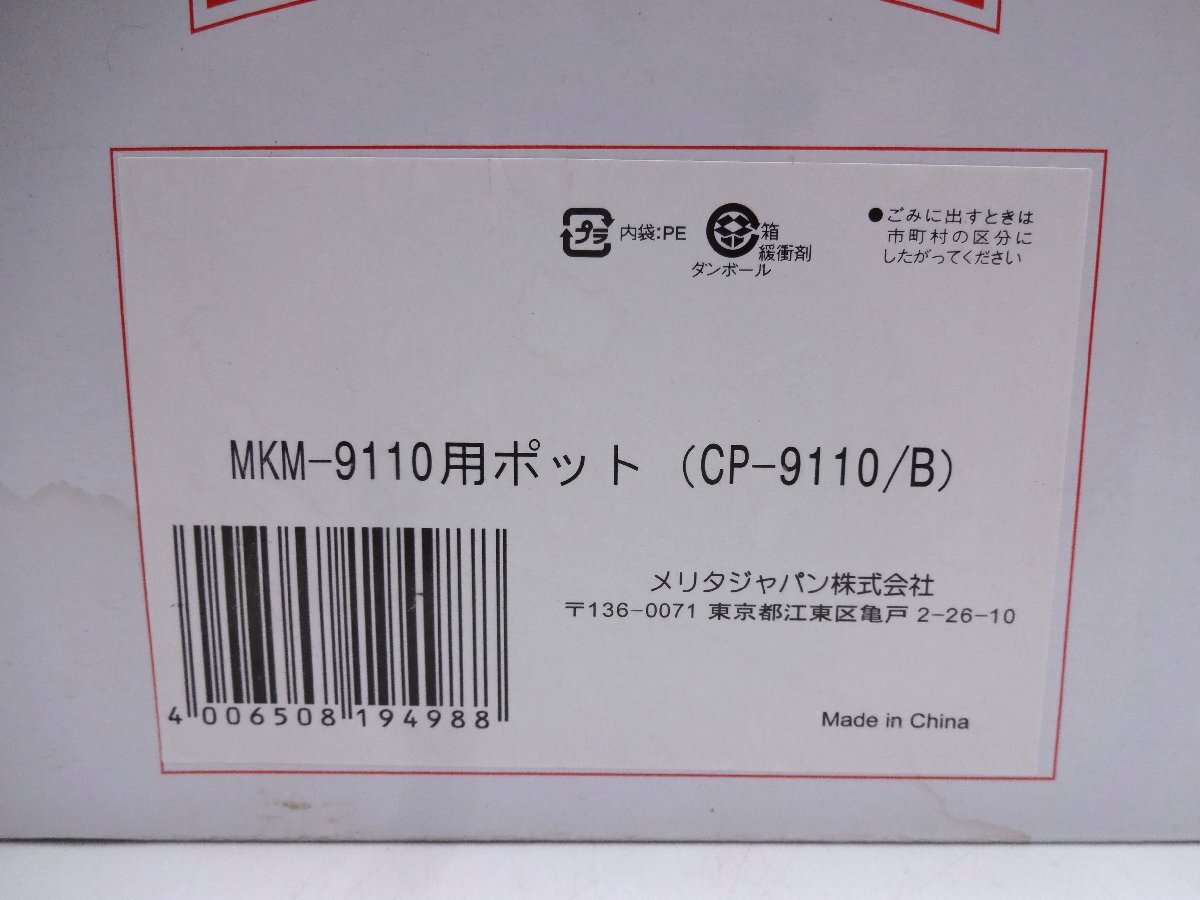 プラ 内袋:PE
箱
緩衝剤
ダンボール
●ごみに出すときは
市町村の区分に
したがってください
MKM-9110用ポット (CP-9110/B)
4 006508 194988
メリタジャパン株式会社
〒136-0071 東京都江東区亀戸 2-26-10
Made in China